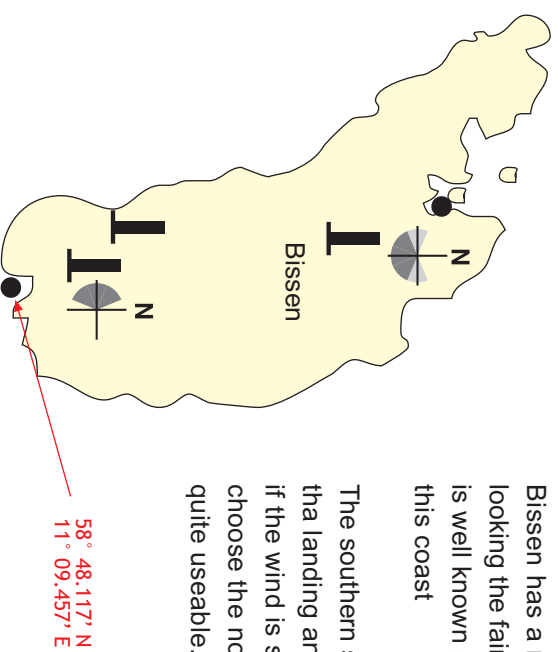 Bissen has a
looking the fai
is well known
this coast
N
Bissen
The southern s
tha landing an
if the wind is s
choose the no
quite useable.
N
58° 48.117' N
11° 09.457' E